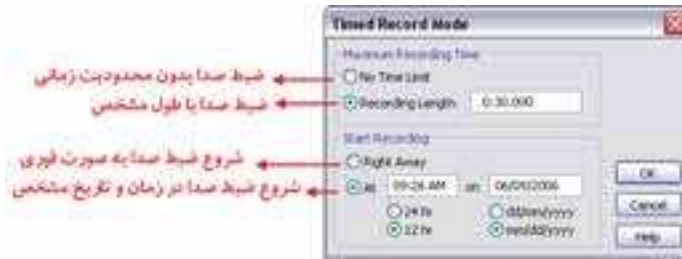 Timed Record Mode
Maximum Recording Time
ضبط صدا بدون محدودیت زمانی
No Time Limit
ضبط صدا با طول مشخص
Recording Length 0:30.000
Start Recording
شروع ضبط صدا به صورت فوری
Right Away
شروع ضبط صدا در زمان و تاریخ مشخص
At 09:26 AM on
24 hr dd/mm/yyyy
12 hr mm/dd/yyyy
OK
Cancel
Help